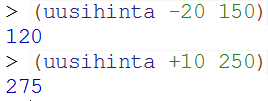 > (uusihinta -20 150)
120
> (uusihinta +10 250)
275